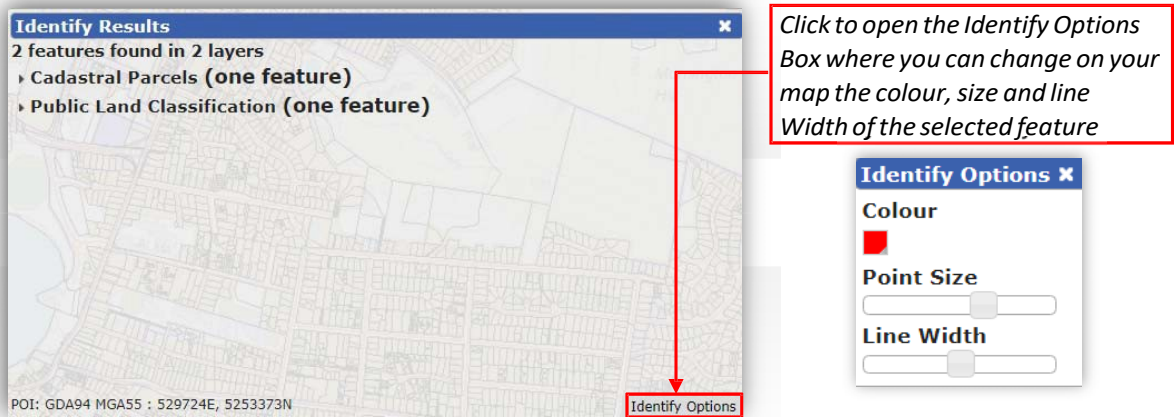 Identify Results
2 features found in 2 layers
Cadastral Parcels (one feature)
Public Land Classification (one feature)
POI: GDA94 MGA55 : 529724E, 5253373N
Identify Options
Click to open the Identify Options
Box where you can change on your
map the colour, size and line
Width of the selected feature
Identify Options
Colour
Point Size
Line Width